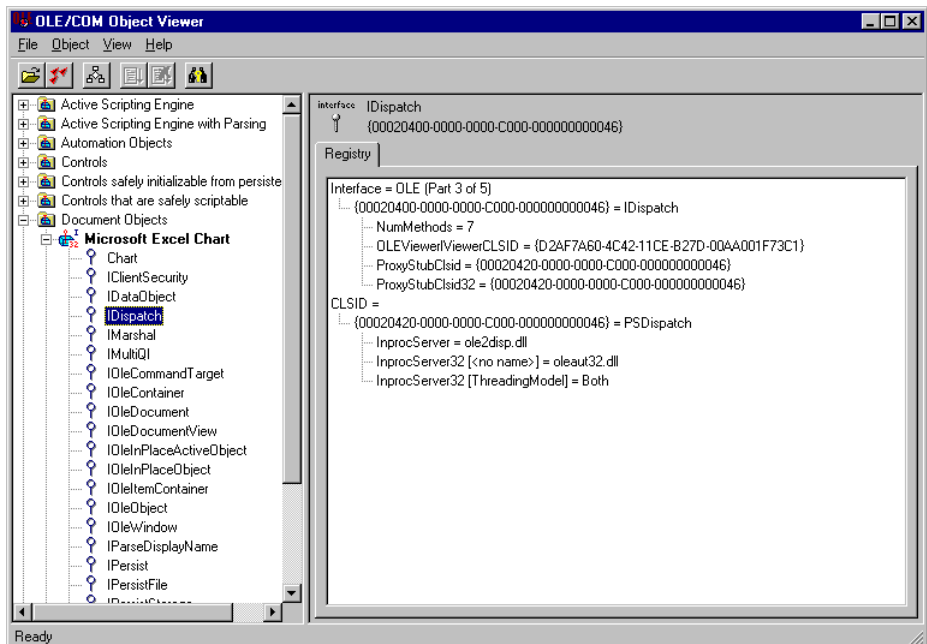 OLE/COM Object Viewer
File Object View Help
Active Scripting Engine
Active Scripting Engine with Parsing
Automation Objects
Controls
Controls safely initializable from persiste
Controls that are safely scriptable
Document Objects
Microsoft Excel Chart
Chart
IClientSecurity
IDataObject
IDispatch
IMarshal
IMultiQI
IOleCommandTarget
IOleContainer
IOleDocument
IOleDocumentView
IOleInPlaceActiveObject
IOleInPlaceObject
IOleItemContainer
IOleObject
IOleWindow
IParseDisplayName
IPersist
IPersistFile
interface IDispatch
{00020400-0000-0000-C000-000000000046}
Registry
Interface = OLE (Part 3 of 5)
{00020400-0000-0000-C000-000000000046} = IDispatch
NumMethods = 7
OLEViewerIViewerCLSID = {D2AF7A60-4C42-11CE-B27D-00AA001F73C1}
ProxyStubClsid = {00020420-0000-0000-C000-000000000046}
ProxyStubClsid32 = {00020420-0000-0000-C000-000000000046}
CLSID =
{00020420-0000-0000-C000-000000000046} = PSDispatch
InprocServer = ole2disp.dll
InprocServer32 [<no name>] = oleaut32.dll
InprocServer32 [ThreadingModel] = Both
Ready